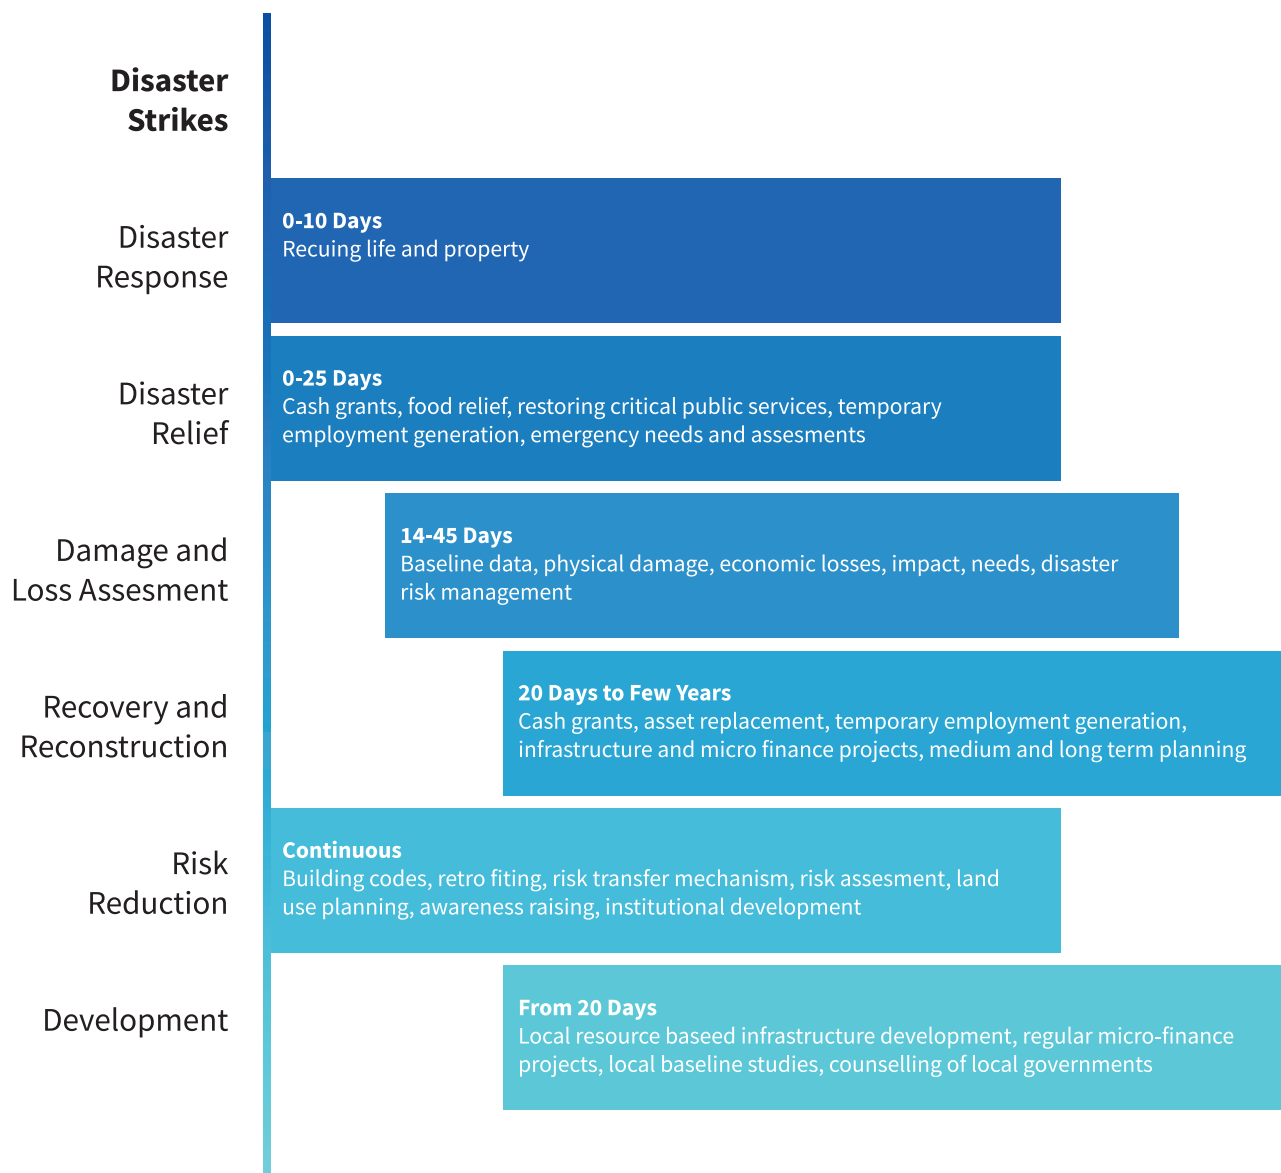 Disaster
Strikes
Disaster
Response
0-10 Days
Recuing life and property
Disaster
Relief
0-25 Days
Cash grants, food relief, restoring critical public services, temporary
employment generation, emergency needs and assesments
Damage and
Loss Assesment
14-45 Days
Baseline data, physical damage, economic losses, impact, needs, disaster
risk management
Recovery and
Reconstruction
20 Days to Few Years
Cash grants, asset replacement, temporary employment generation,
infrastructure and micro finance projects, medium and long term planning
Risk
Reduction
Continuous
Building codes, retro fiting, risk transfer mechanism, risk assesment, land
use planning, awareness raising, institutional development
Development
From 20 Days
Local resource baseed infrastructure development, regular micro-finance
projects, local baseline studies, counselling of local governments